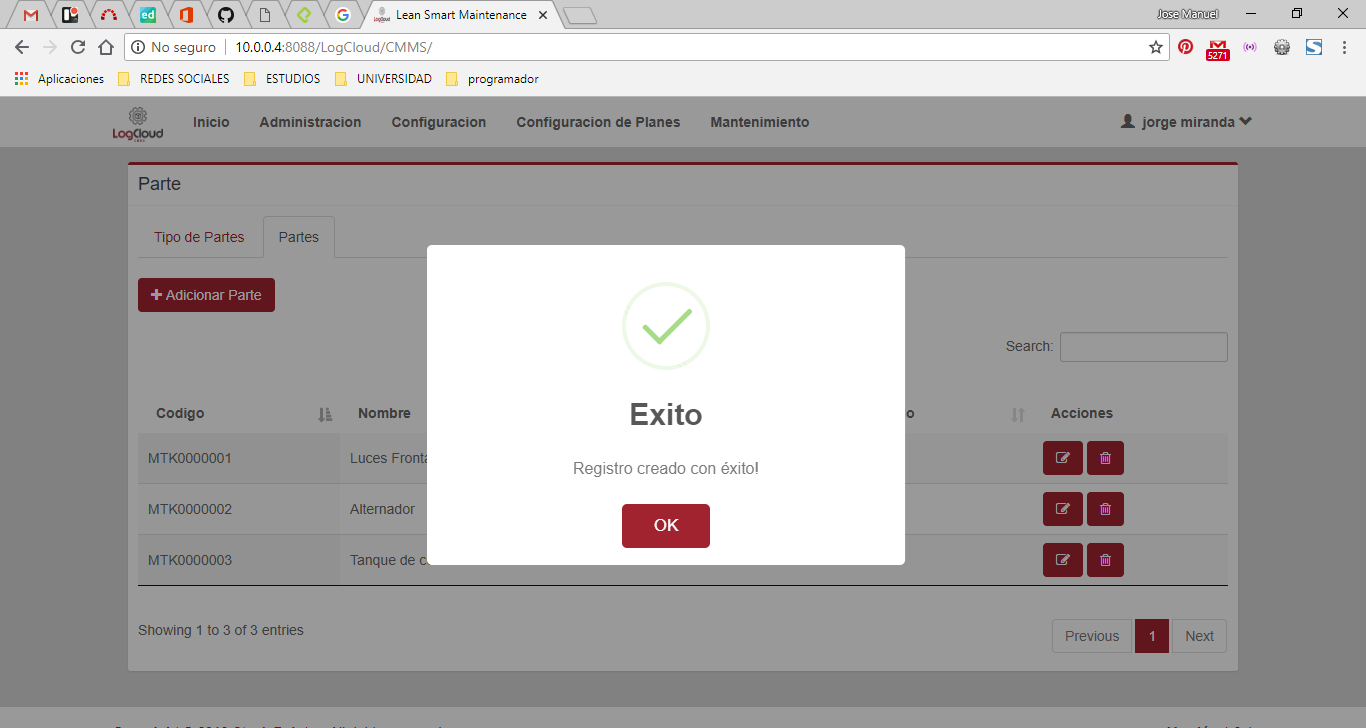 Lean Smart Maintenance
Jose Manuel
No seguro
10.0.0.4:8088/LogCloud/CMMS/
5271
Aplicaciones
REDES SOCIALES
ESTUDIOS
UNIVERSIDAD
programador
LogCloud
Inicio
Administracion
Configuracion
Configuracion de Planes
Mantenimiento
jorge miranda
Parte
Tipo de Partes
Partes
Adicionar Parte
Search:
Codigo
Nombre
Acciones
MTK0000001
Luces
MTK0000002
Alternador
MTK0000003
Tanque de
Exito
Registro creado con éxito!
OK
Showing 1 to 3 of 3 entries
Previous
1
Next